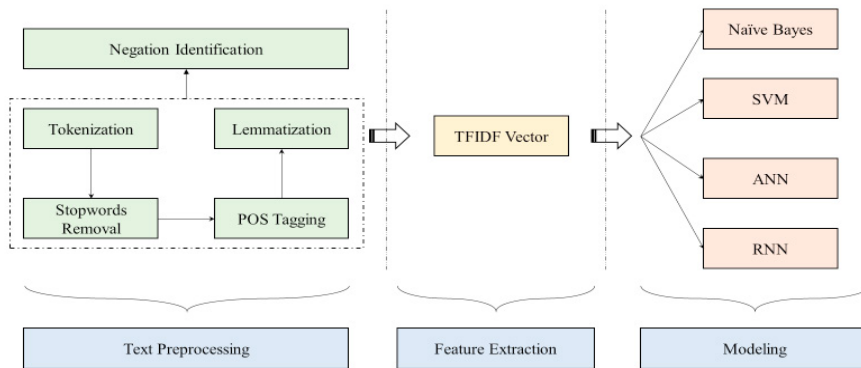 Negation Identification
Tokenization
Lemmatization
Stopwords
Removal
POS Tagging
TFIDF Vector
Naïve Bayes
SVM
ANN
RNN
Text Preprocessing
Feature Extraction
Modeling